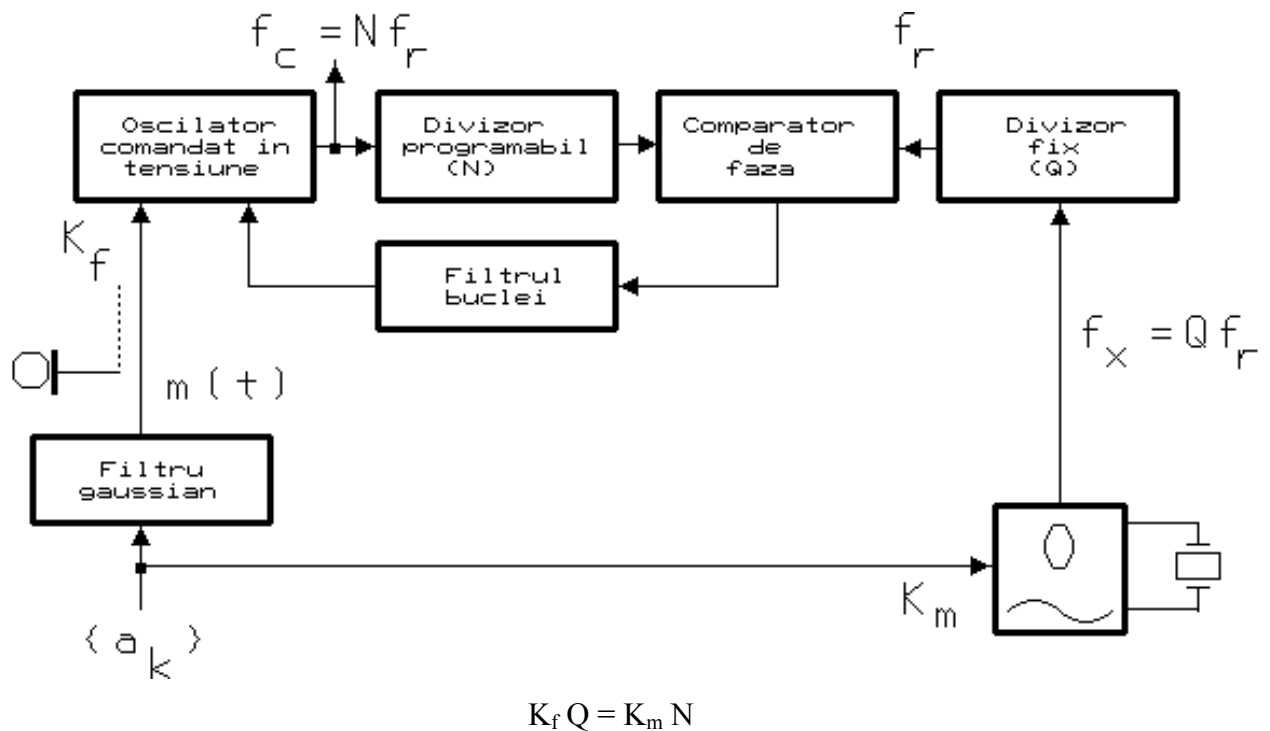 f_c = N f_r
f_r
Oscilator
comandat in
tensiune
Divizor
programabil
(N)
Comparator
de
faza
Divizor
fix
(Q)
K_f
Filtrul
buclei
f_x = Q f_r
m(t)
Filtru
gaussian
K_m
{a_k}
K_f Q = K_m N